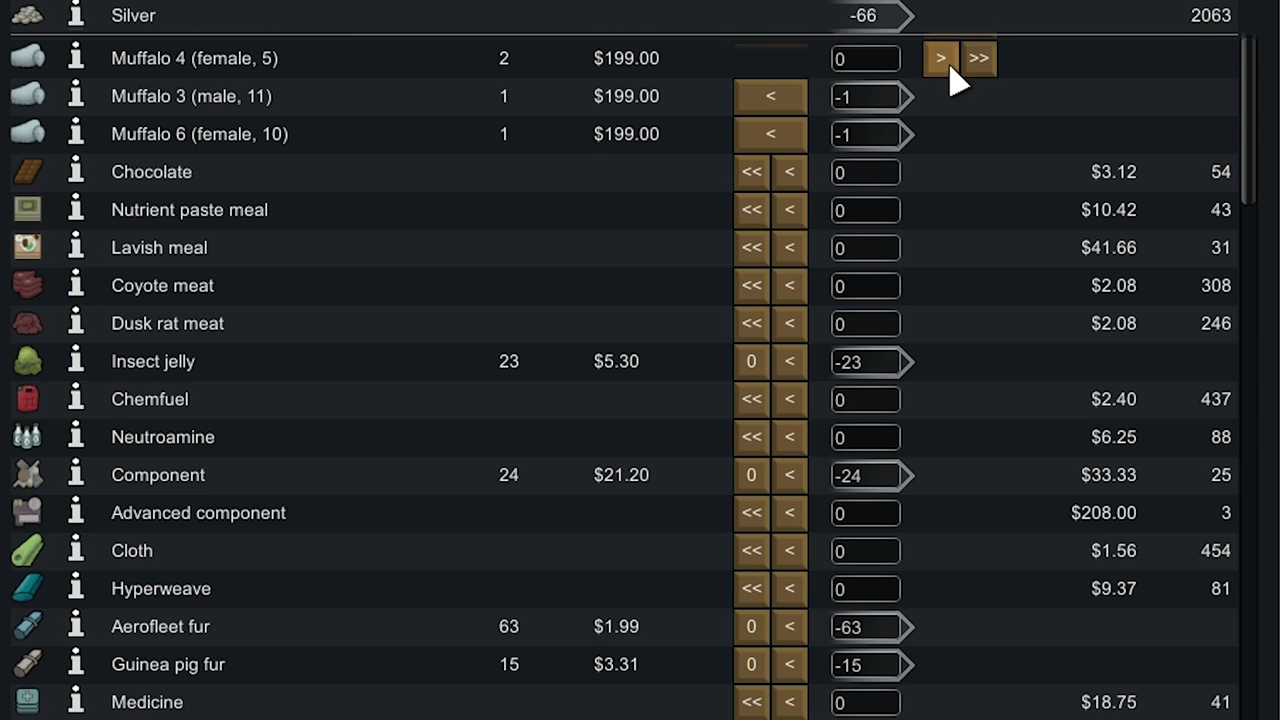 Silver -66 2063
Muffalo 4 (female, 5) 2 $199.00 0 > >>
Muffalo 3 (male, 11) 1 $199.00 < -1
Muffalo 6 (female, 10) 1 $199.00 < -1
Chocolate << < 0 $3.12 54
Nutrient paste meal << < 0 $10.42 43
Lavish meal << < 0 $41.66 31
Coyote meat << < 0 $2.08 308
Dusk rat meat << < 0 $2.08 246
Insect jelly 23 $5.30 0 < -23
Chemfuel << < 0 $2.40 437
Neutroamine << < 0 $6.25 88
Component 24 $21.20 0 < -24 $33.33 25
Advanced component << < 0 $208.00 3
Cloth << < 0 $1.56 454
Hyperweave << < 0 $9.37 81
Aerofleet fur 63 $1.99 0 < -63
Guinea pig fur 15 $3.31 0 < -15
Medicine << < 0 $18.75 41